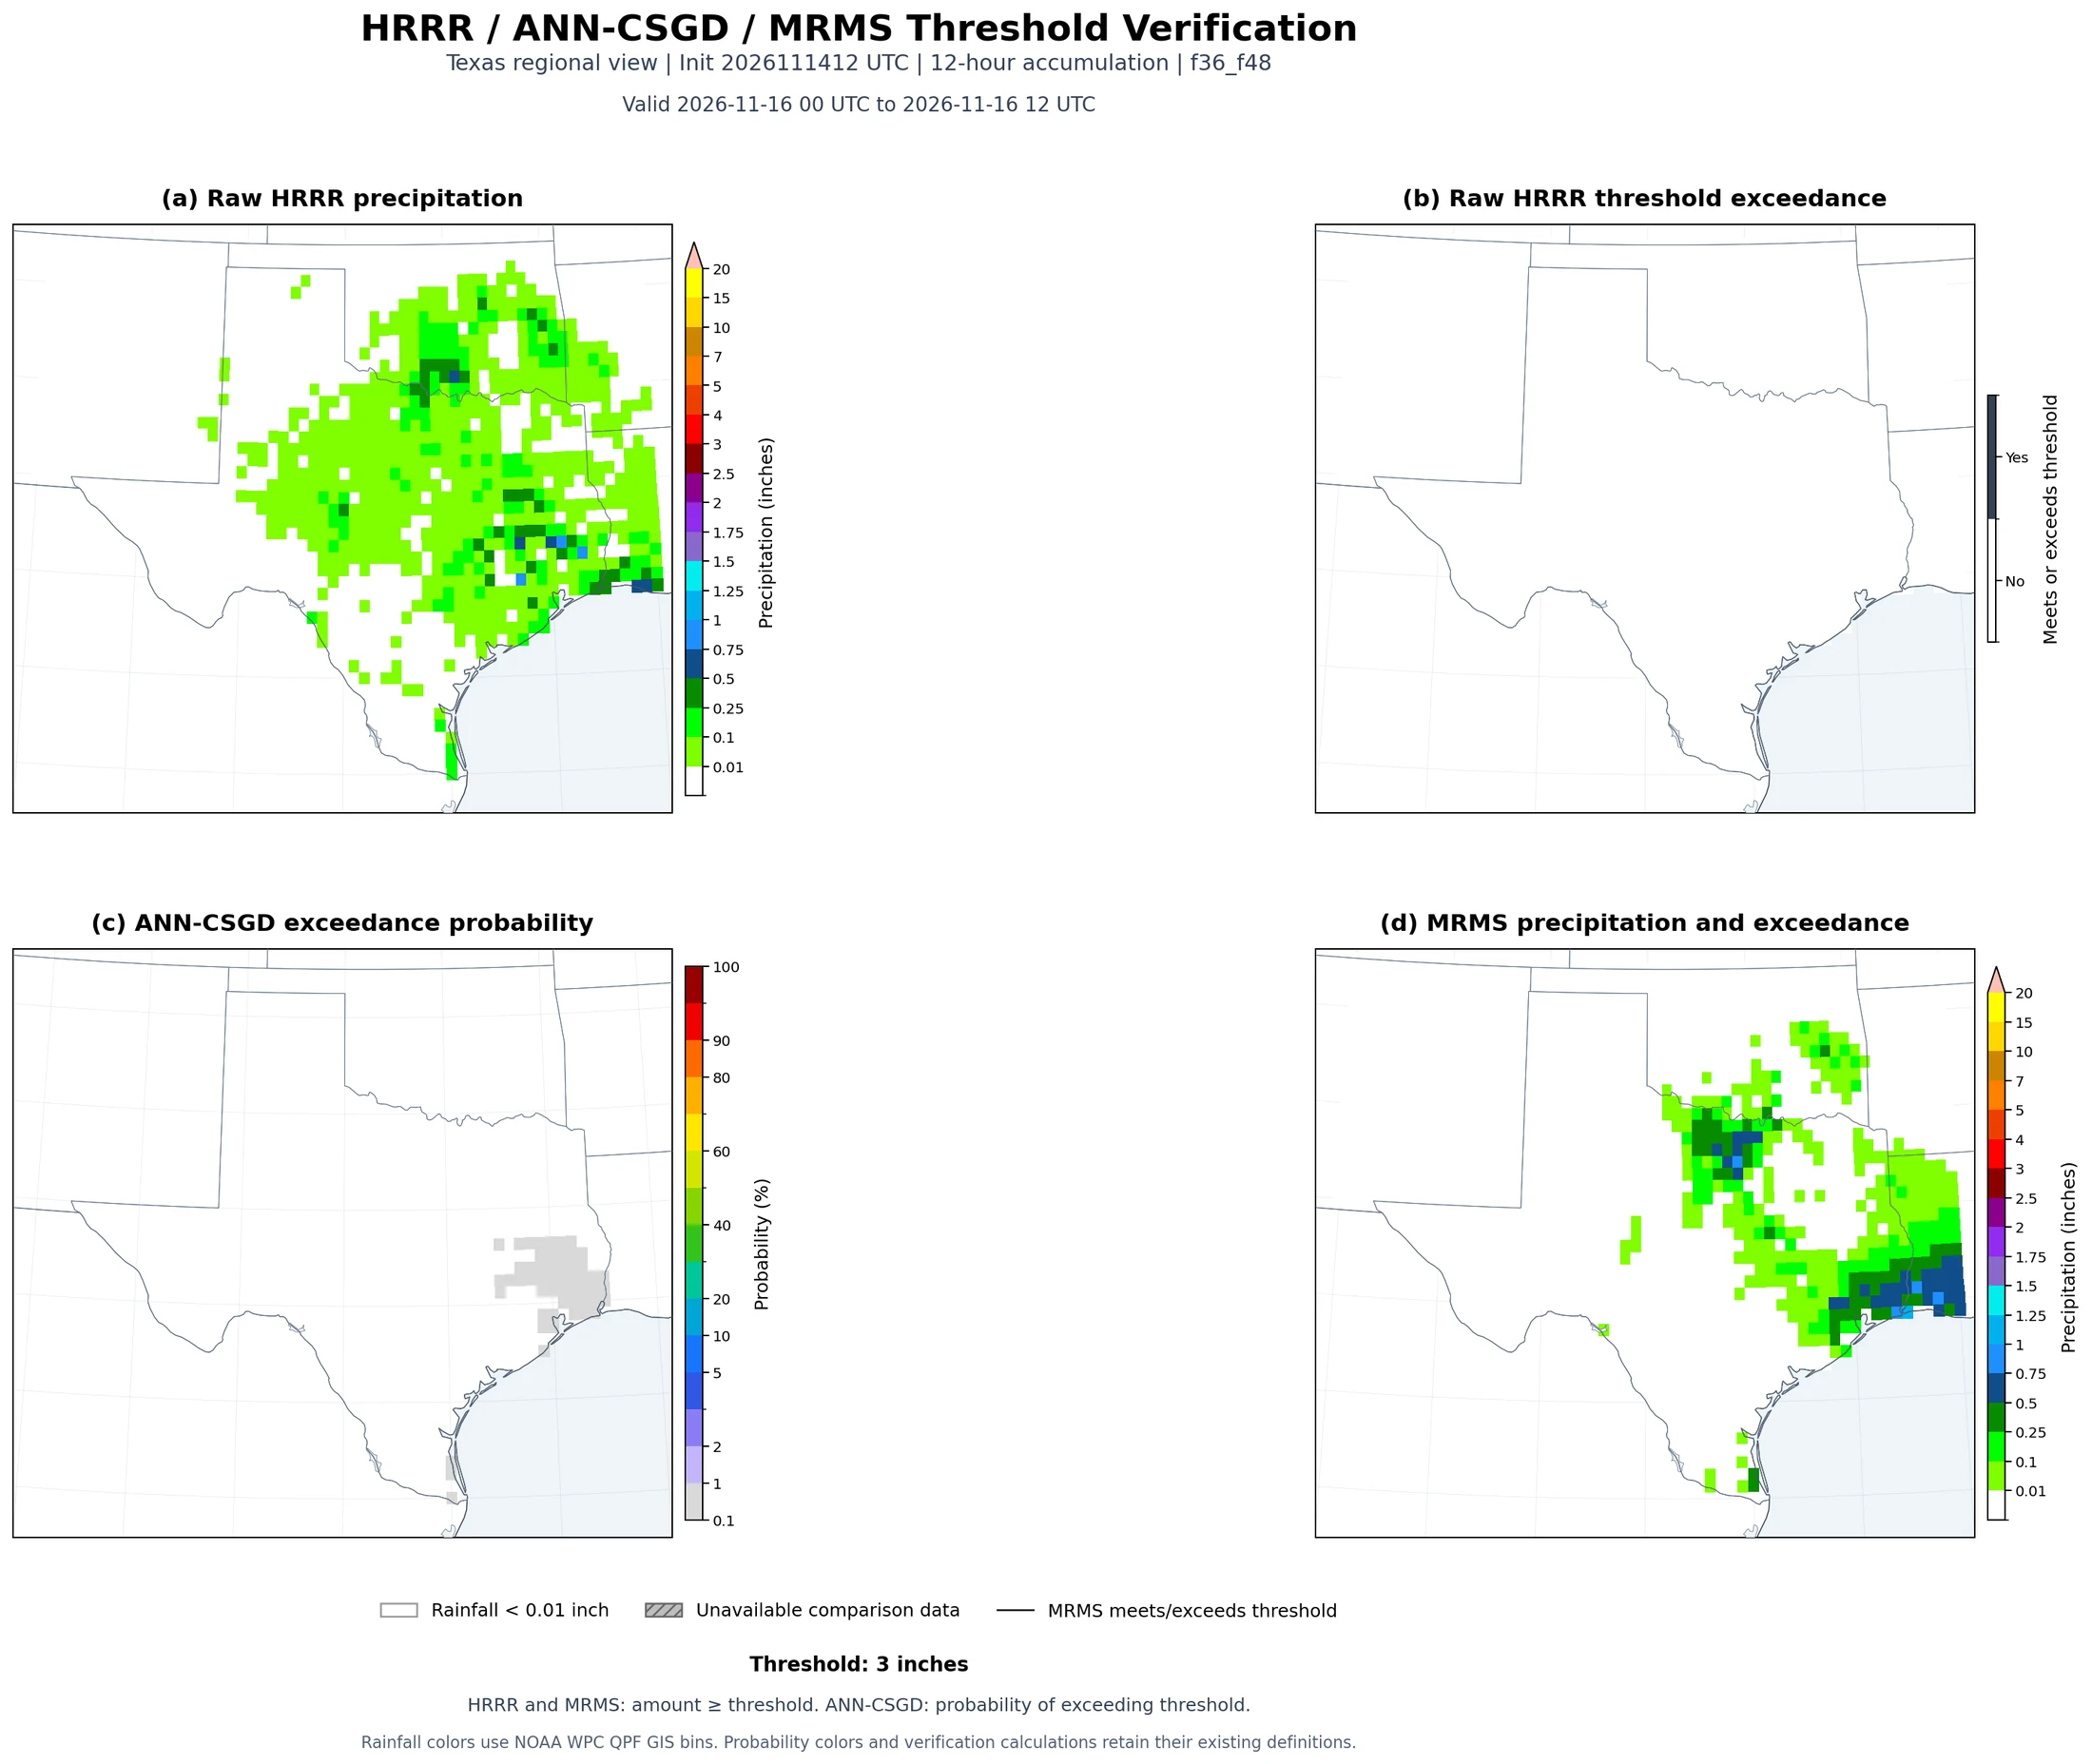 HRRR / ANN-CSGD / MRMS Threshold Verification
Texas regional view | Init 2026111412 UTC | 12-hour accumulation | f36_f48
Valid 2026-11-16 00 UTC to 2026-11-16 12 UTC
(a) Raw HRRR precipitation
20
15
10
7
5
4
3
2.5
2
1.75
1.5
1.25
1
0.75
0.5
0.25
0.1
0.01
Precipitation (inches)
(b) Raw HRRR threshold exceedance
Yes
No
Meets or exceeds threshold
(c) ANN-CSGD exceedance probability
100
90
80
60
40
20
10
5
2
1
0.1
Probability (%)
(d) MRMS precipitation and exceedance
20
15
10
7
5
4
3
2.5
2
1.75
1.5
1.25
1
0.75
0.5
0.25
0.1
0.01
Precipitation (inches)
Rainfall < 0.01 inch
Unavailable comparison data
MRMS meets/exceeds threshold
Threshold: 3 inches
HRRR and MRMS: amount ≥ threshold. ANN-CSGD: probability of exceeding threshold.
Rainfall colors use NOAA WPC QPF GIS bins. Probability colors and verification calculations retain their existing definitions.